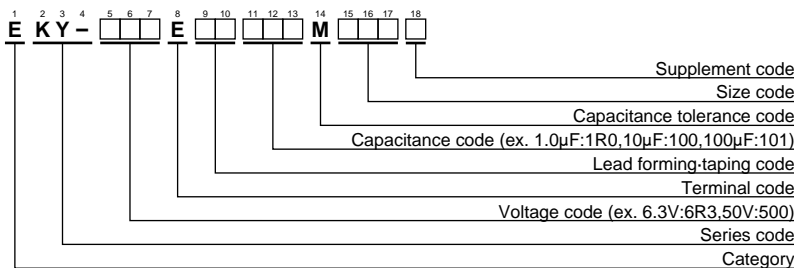 1 2 3 4 5 6 7 8 9 10 11 12 13 14 15 16 17 18
E K Y – □□□ E □□ □□□ M □□□ □
Supplement code
Size code
Capacitance tolerance code
Capacitance code (ex. 1.0μF:1R0,10μF:100,100μF:101)
Lead forming·taping code
Terminal code
Voltage code (ex. 6.3V:6R3,50V:500)
Series code
Category